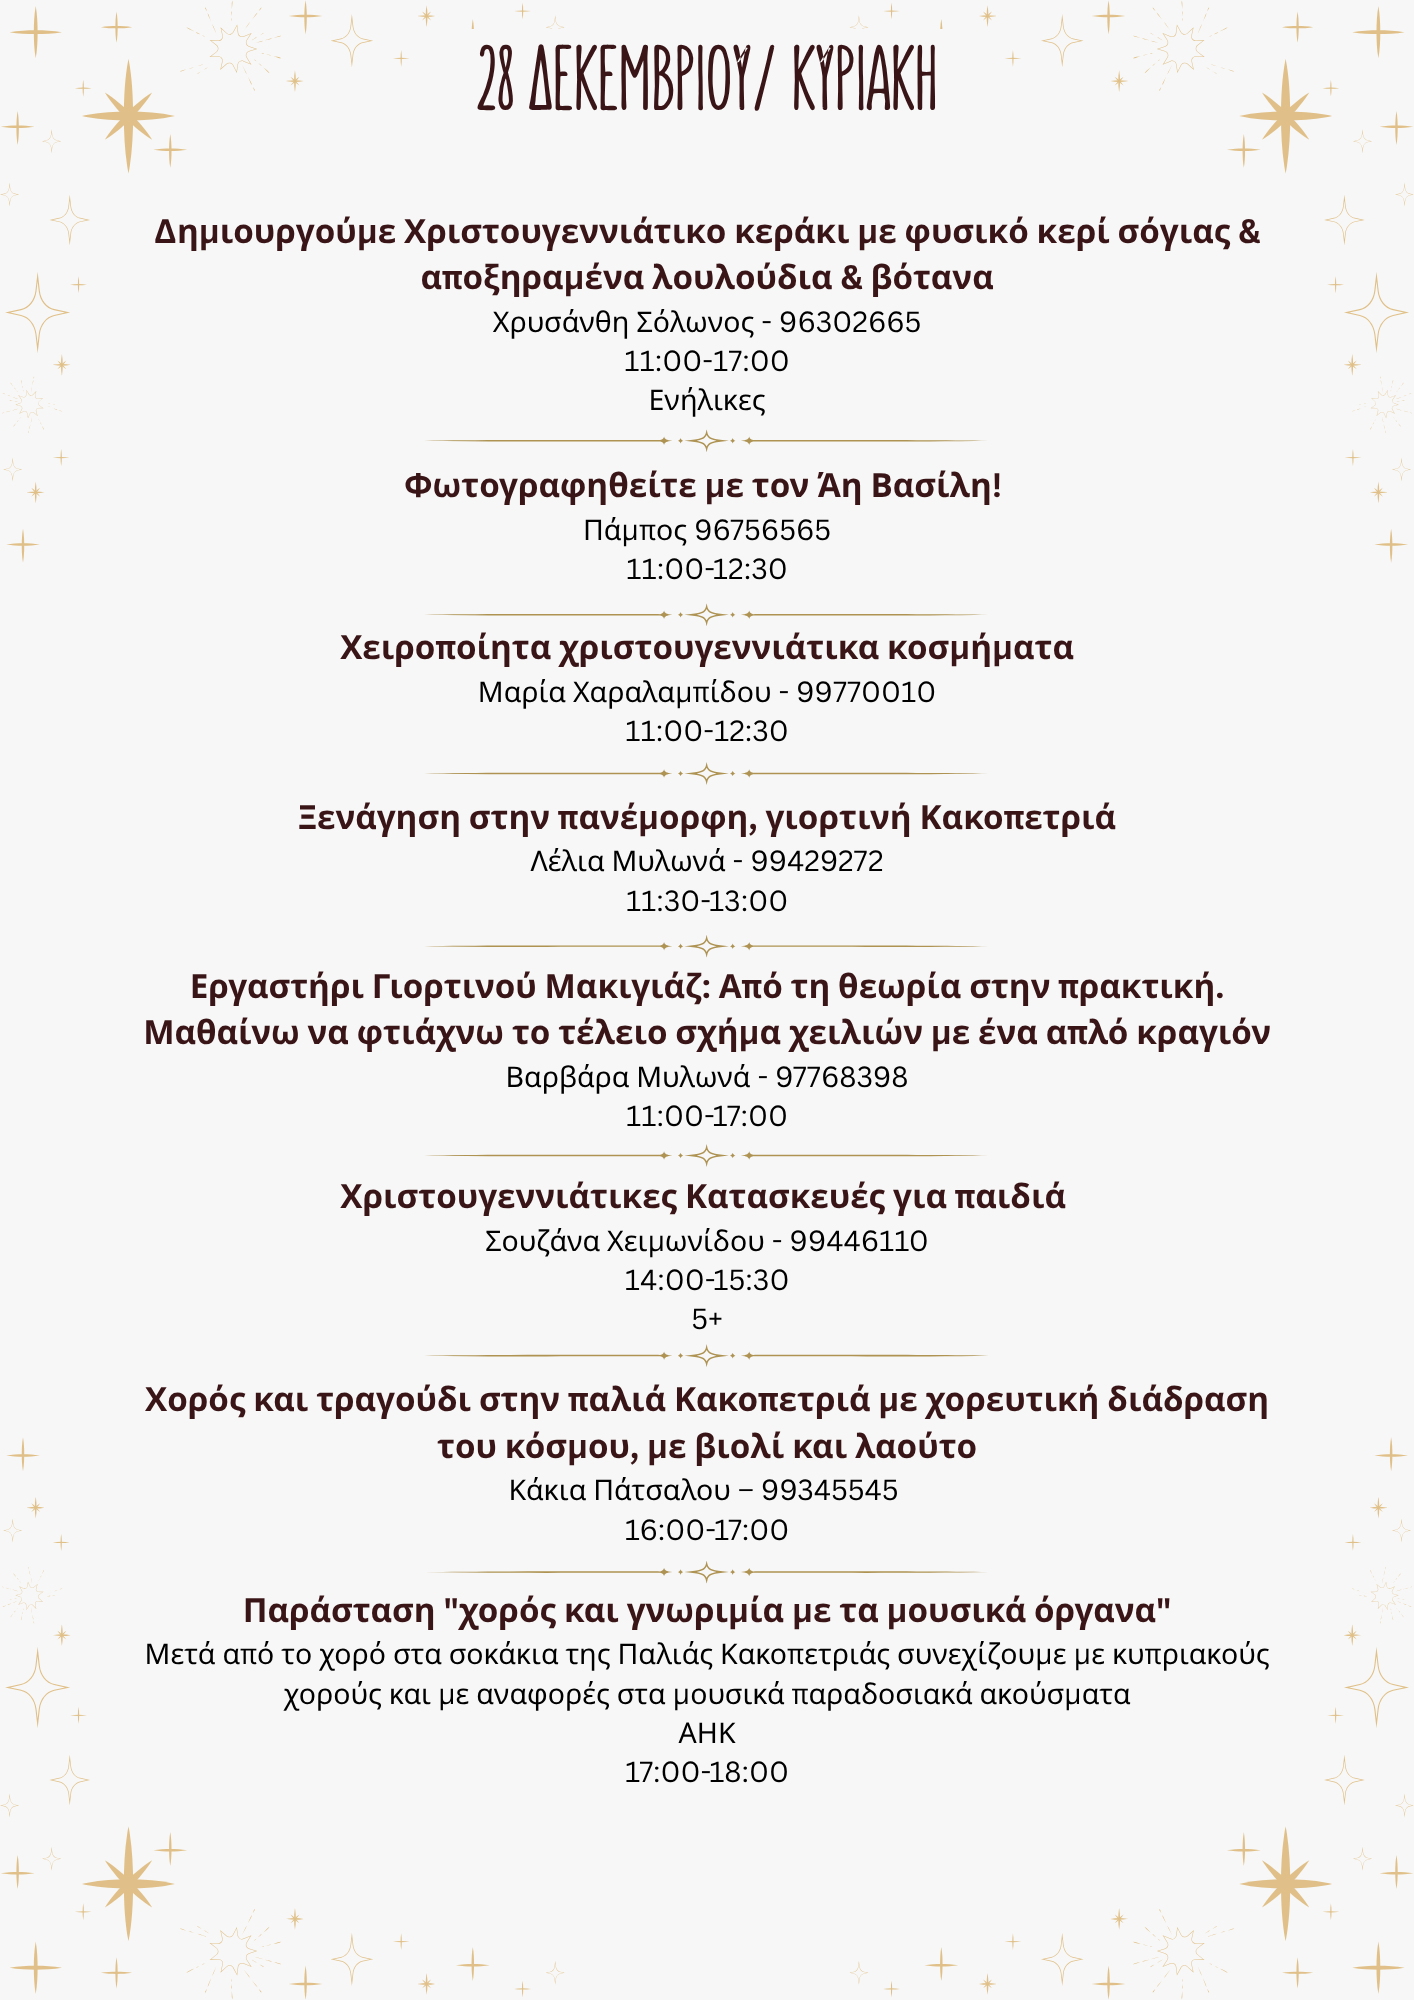 28 ΔΕΚΕΜΒΡΙΟΥ/ ΚΥΡΙΑΚΗ
Δημιουργούμε Χριστουγεννιάτικο κεράκι με φυσικό κερί σόγιας &
αποξηραμένα λουλούδια & βότανα
Χρυσάνθη Σόλωνος - 96302665
11:00-17:00
Ενήλικες
Φωτογραφηθείτε με τον Άη Βασίλη!
Πάμπος 96756565
11:00-12:30
Χειροποίητα χριστουγεννιάτικα κοσμήματα
Μαρία Χαραλαμπίδου - 99770010
11:00-12:30
Ξενάγηση στην πανέμορφη, γιορτινή Κακοπετριά
Λέλια Μυλωνά - 99429272
11:30-13:00
Εργαστήρι Γιορτινού Μακιγιάζ: Από τη θεωρία στην πρακτική.
Μαθαίνω να φτιάχνω το τέλειο σχήμα χειλιών με ένα απλό κραγιόν
Βαρβάρα Μυλωνά - 97768398
11:00-17:00
Χριστουγεννιάτικες Κατασκευές για παιδιά
Σουζάνα Χειμωνίδου - 99446110
14:00-15:30
5+
Χορός και τραγούδι στην παλιά Κακοπετριά με χορευτική διάδραση
του κόσμου, με βιολί και λαούτο
Κάκια Πάτσαλου – 99345545
16:00-17:00
Παράσταση "χορός και γνωριμία με τα μουσικά όργανα"
Μετά από το χορό στα σοκάκια της Παλιάς Κακοπετριάς συνεχίζουμε με κυπριακούς
χορούς και με αναφορές στα μουσικά παραδοσιακά ακούσματα
ΑΗΚ
17:00-18:00